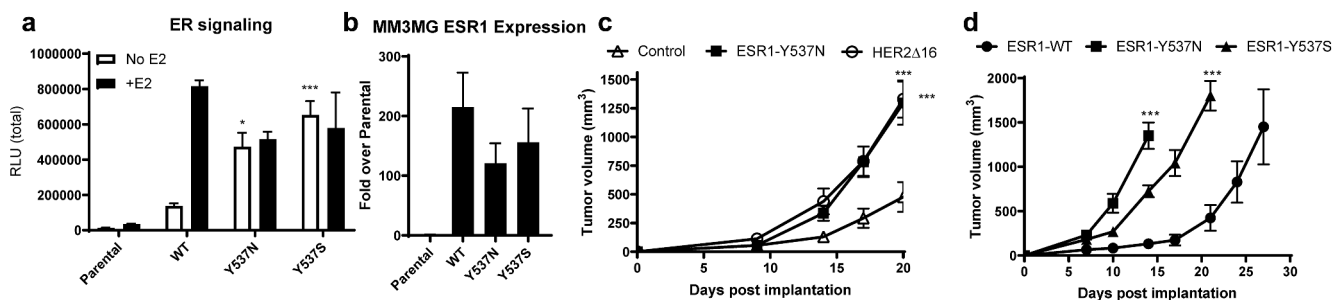 a
ER signaling
1000000
800000
600000
400000
200000
0
RLU (total)
No E2
+E2
*
***
Parental
WT
Y537N
Y537S
b
MM3MG ESR1 Expression
300
200
100
0
Fold over Parental
Parental
WT
Y537N
Y537S
c
Control
ESR1-Y537N
HER2Δ16
1500
1250
1000
750
500
250
0
Tumor volume (mm³)
***
***
0
5
10
15
20
Days post implantation
d
ESR1-WT
ESR1-Y537N
ESR1-Y537S
2000
1500
1000
500
0
Tumor volume (mm³)
***
***
0
5
10
15
20
25
30
Days post implantation